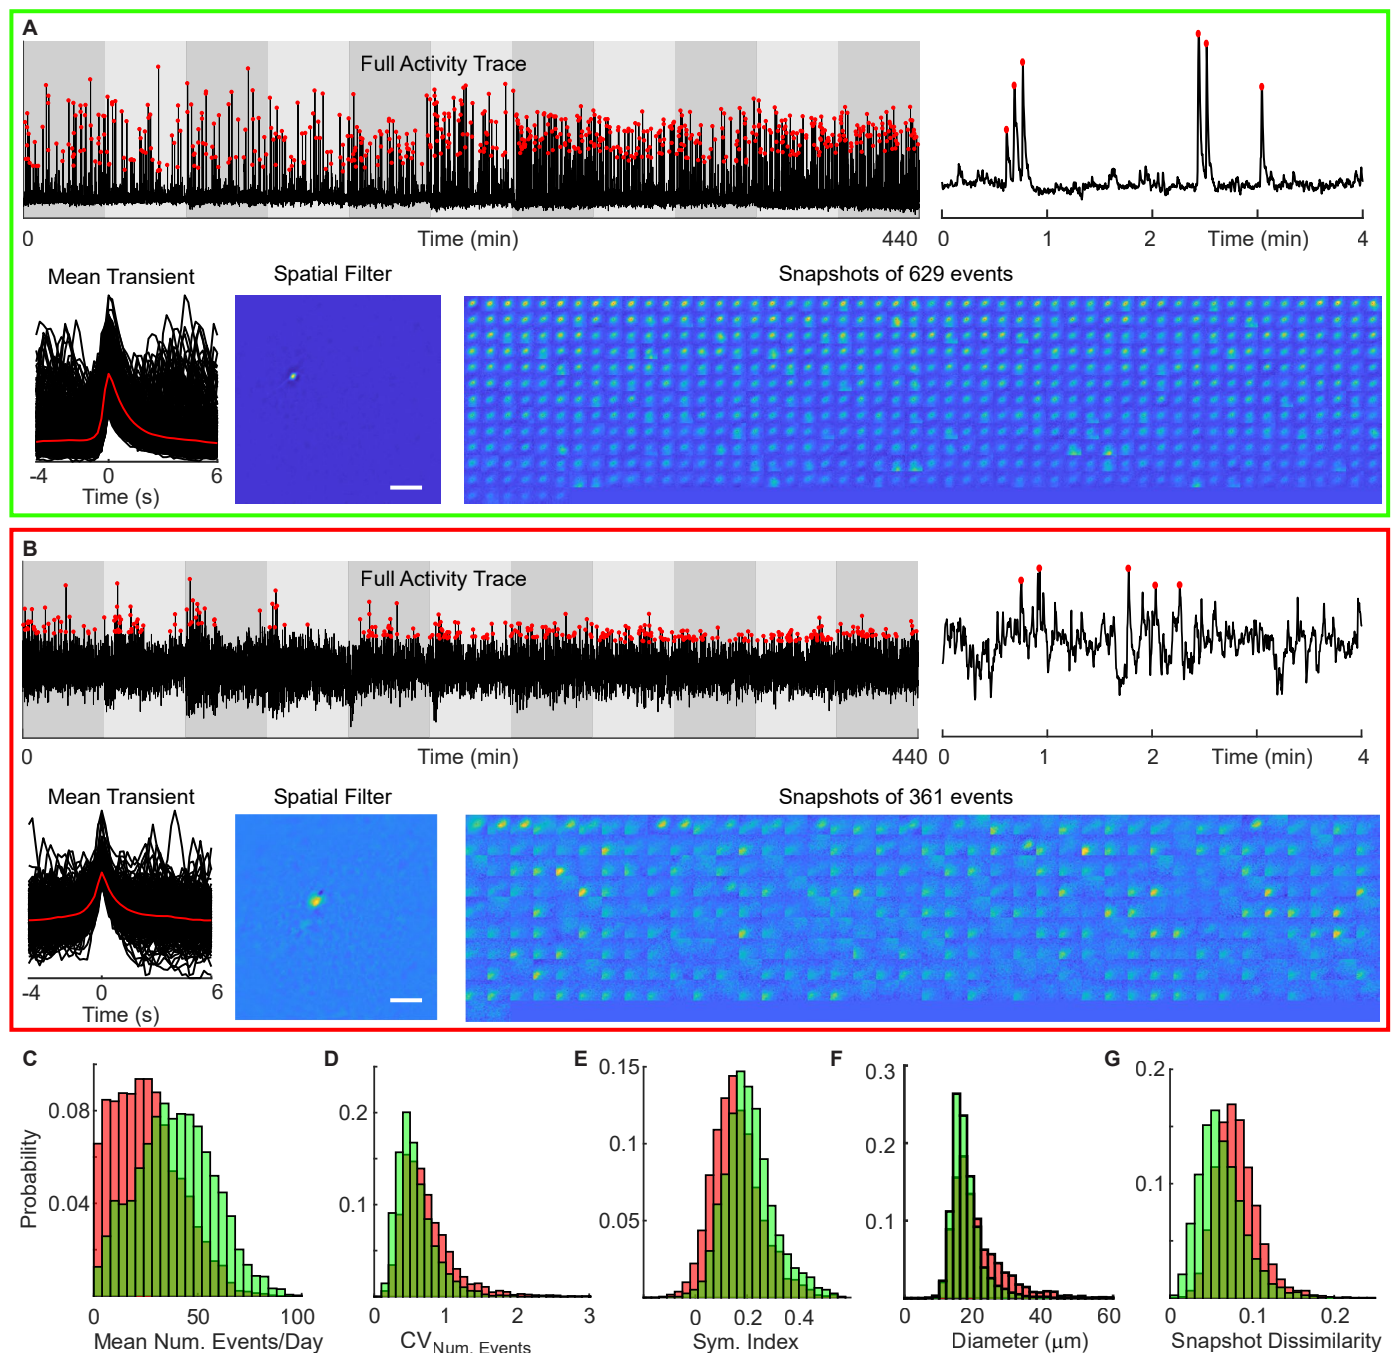 A
Full Activity Trace
0 Time (min) 440
0 1 2 Time (min) 4
Mean Transient
Spatial Filter
Snapshots of 629 events
-4 0 6
Time (s)
B
Full Activity Trace
0 Time (min) 440
0 1 2 Time (min) 4
Mean Transient
Spatial Filter
Snapshots of 361 events
-4 0 6
Time (s)
C
Probability
0.08
0.04
0 50 100
Mean Num. Events/Day
D
0.2
0.1
0 1 2 3
CV Num. Events
E
0.15
0.1
0.05
0 0.2 0.4
Sym. Index
F
0.3
0.2
0.1
0 20 40 60
Diameter (μm)
G
0.2
0.1
0 0.1 0.2
Snapshot Dissimilarity